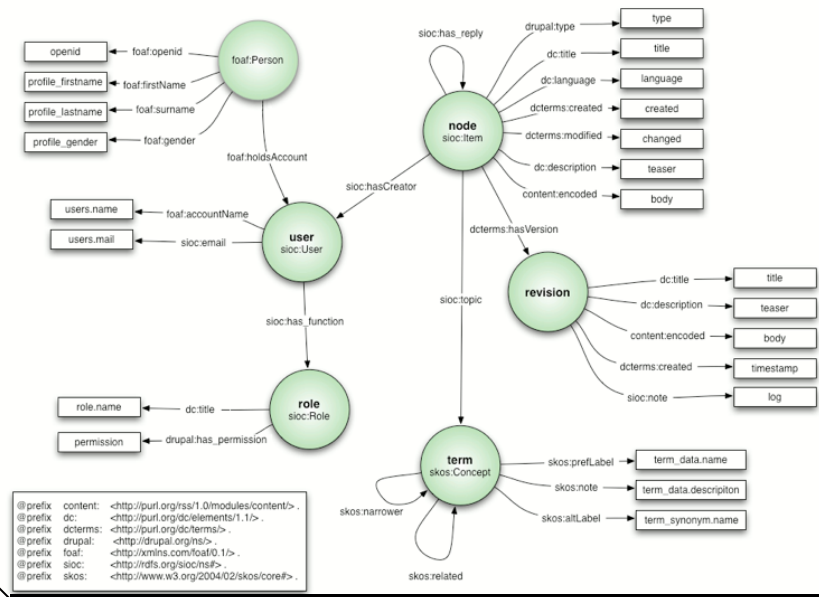 openid
foaf:openid
profile_firstname
foaf:firstName
profile_lastname
foaf:surname
profile_gender
foaf:gender
foaf:Person
foaf:holdsAccount
sioc:has_reply
node
sioc:Item
drupal:type
type
dc:title
title
dc:language
language
dcterms:created
created
dcterms:modified
changed
dc:description
teaser
content:encoded
body
sioc:hasCreator
dcterms:hasVersion
sioc:topic
users.name
foaf:accountName
users.mail
sioc:email
user
sioc:User
sioc:has_function
revision
dc:title
title
dc:description
teaser
content:encoded
body
dcterms:created
timestamp
sioc:note
log
role.name
dc:title
permission
drupal:has_permission
role
sioc:Role
term
skos:Concept
skos:prefLabel
term_data.name
skos:note
term_data.descripiton
skos:altLabel
term_synonym.name
skos:narrower
skos:related
@prefix content: <http://purl.org/rss/1.0/modules/content/> .
@prefix dc: <http://purl.org/dc/elements/1.1/> .
@prefix dcterms: <http://purl.org/dc/terms/> .
@prefix drupal: <http://drupal.org/ns/> .
@prefix foaf: <http://xmlns.com/foaf/0.1/> .
@prefix sioc: <http://rdfs.org/sioc/ns#> .
@prefix skos: <http://www.w3.org/2004/02/skos/core#> .